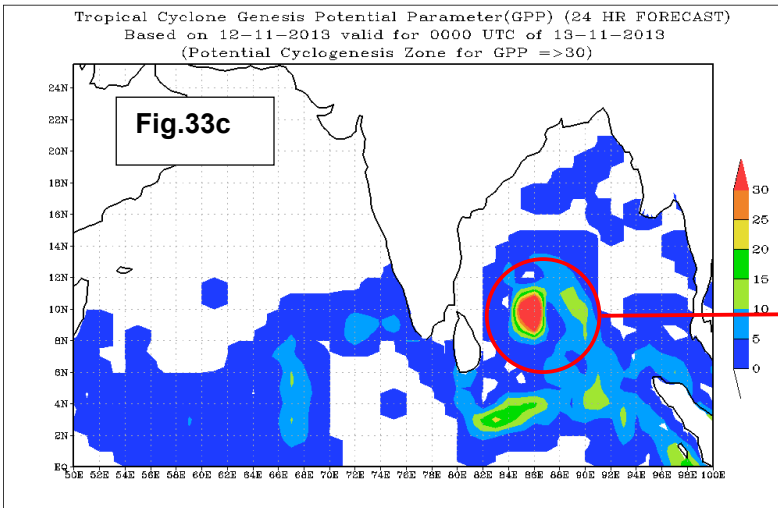 Tropical Cyclone Genesis Potential Parameter(GPP) (24 HR FORECAST)
Based on 12-11-2013 valid for 0000 UTC of 13-11-2013
(Potential Cyclogenesis Zone for GPP =>30)
Fig.33c
24N
22N
20N
18N
16N
14N
12N
10N
8N
6N
4N
2N
EQ
50E 52E 54E 56E 58E 60E 62E 64E 66E 68E 70E 72E 74E 76E 78E 80E 82E 84E 86E 88E 90E 92E 94E 96E 98E 100E
30
25
20
15
10
5
0